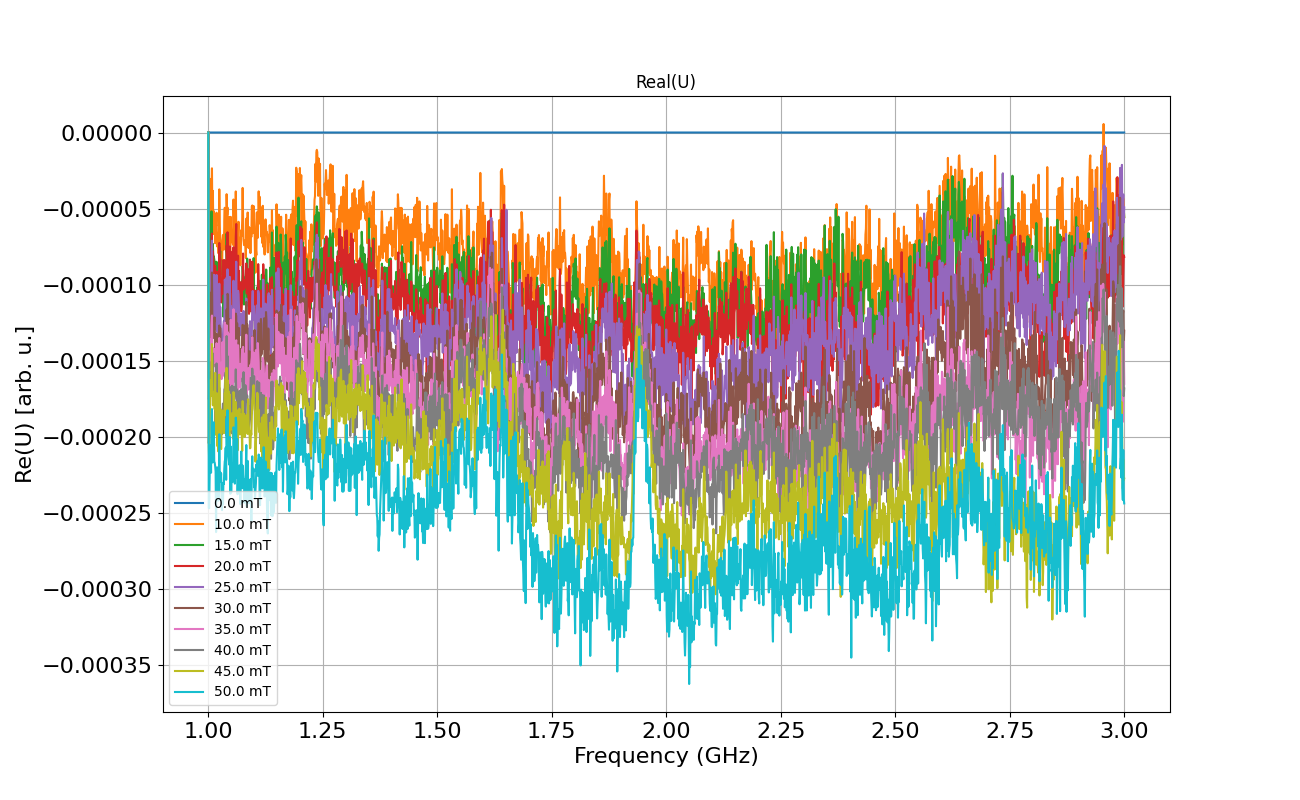 Real(U)
0.00000
−0.00005
−0.00010
−0.00015
−0.00020
−0.00025
−0.00030
−0.00035
Re(U) [arb. u.]
0.0 mT
10.0 mT
15.0 mT
20.0 mT
25.0 mT
30.0 mT
35.0 mT
40.0 mT
45.0 mT
50.0 mT
1.00 1.25 1.50 1.75 2.00 2.25 2.50 2.75 3.00
Frequency (GHz)